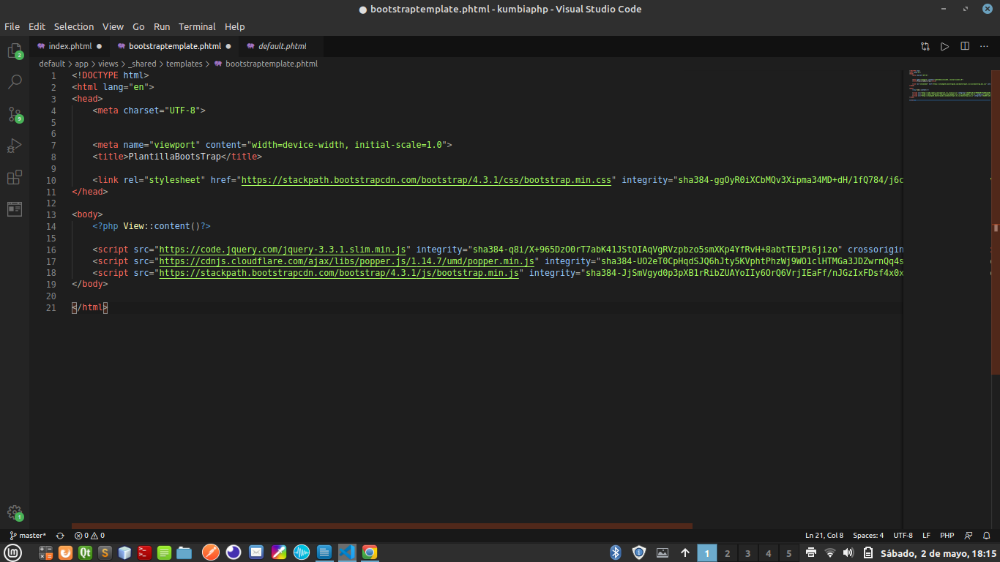 bootstraptemplate.phtml - kumbiaphp - Visual Studio Code
File Edit Selection View Go Run Terminal Help
index.phtml bootstraptemplate.phtml default.phtml
default > app > views > _shared > templates > bootstraptemplate.phtml
1 <!DOCTYPE html>
2 <html lang="en">
3 <head>
4 <meta charset="UTF-8">
5
6
7 <meta name="viewport" content="width=device-width, initial-scale=1.0">
8 <title>PlantillaBootsTrap</title>
9
10 <link rel="stylesheet" href="https://stackpath.bootstrapcdn.com/bootstrap/4.3.1/css/bootstrap.min.css" integrity="sha384-ggOyR0iXCbMQv3Xipma34MD+dH/1fQ784/j6c
11 </head>
12
13 <body>
14 <?php View::content()?>
15
16 <script src="https://code.jquery.com/jquery-3.3.1.slim.min.js" integrity="sha384-q8i/X+965DzO0rT7abK41JStQIAqVgRVzpbzo5smXKp4YfRvH+8abtTE1Pi6jizo" crossorigin
17 <script src="https://cdnjs.cloudflare.com/ajax/libs/popper.js/1.14.7/umd/popper.min.js" integrity="sha384-UO2eT0CpHqdSJQ6hJty5KVphtPhzWj9WO1clHTMGa3JDZwrnQq4s
18 <script src="https://stackpath.bootstrapcdn.com/bootstrap/4.3.1/js/bootstrap.min.js" integrity="sha384-JjSmVgyd0p3pXB1rRibZUAYoIIy6OrQ6VrjIEaFf/nJGzIxFDsf4x0x
19 </body>
20
21 </html>
2
9
1
master* 0 0 Ln 21, Col 8 Spaces: 4 UTF-8 LF PHP
Qt S 1 2 3 4 5 Sábado, 2 de mayo, 18:15